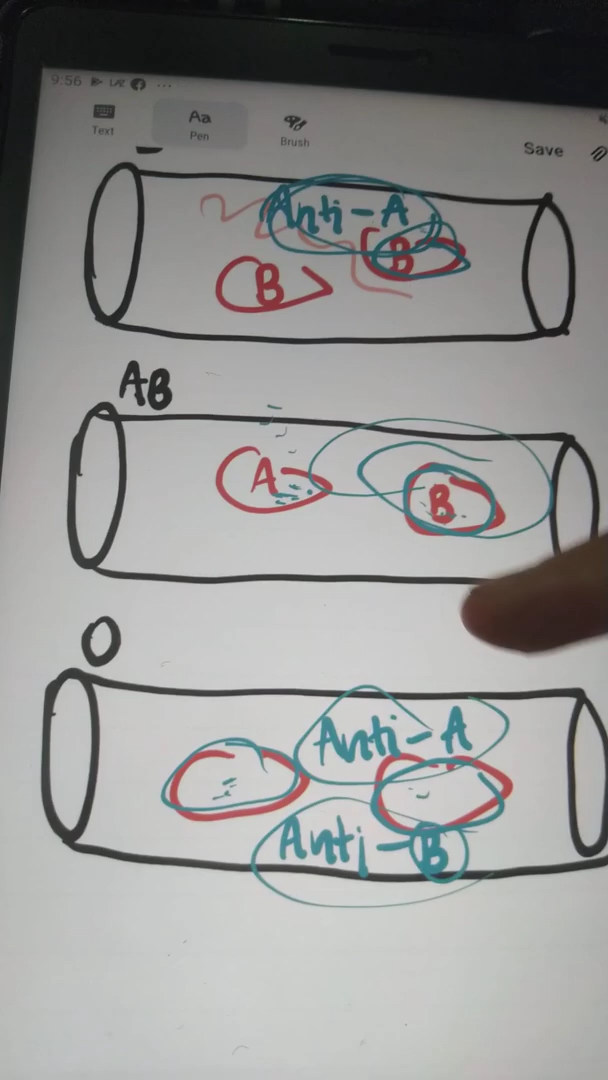 9:56
Text
Aa
Pen
Brush
Save
Anti-A
B
B
AB
A
B
O
Anti-A
Anti-B